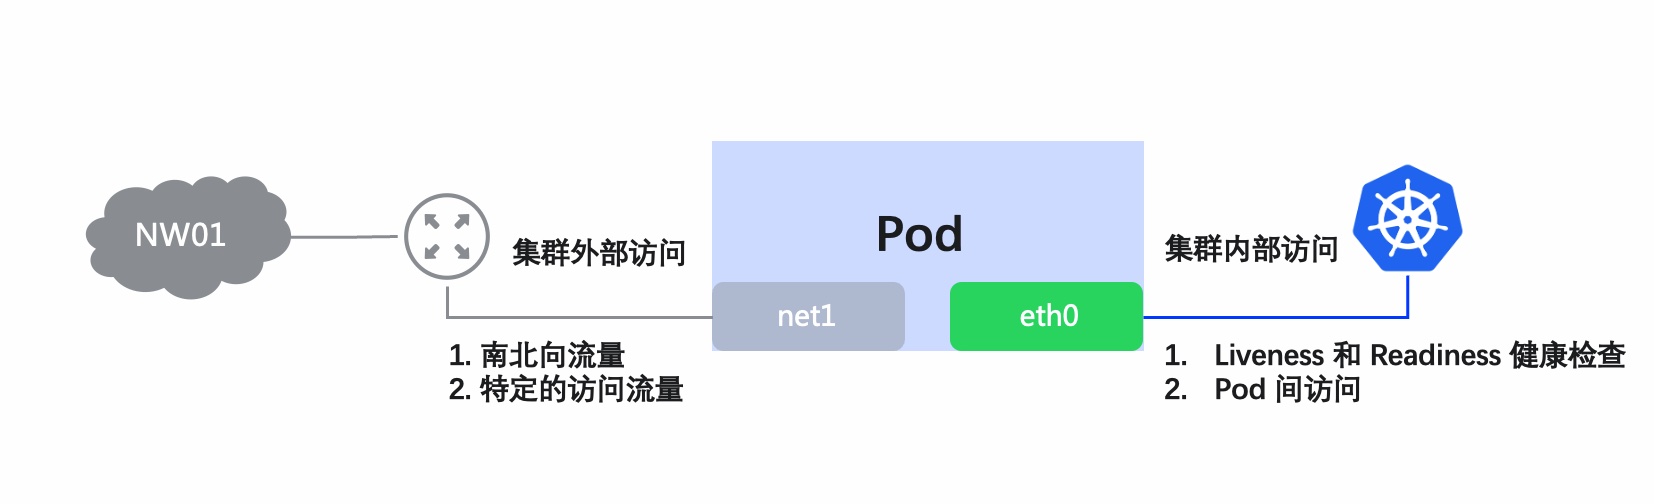 NW01
集群外部访问
Pod
集群内部访问
net1
eth0
1. 南北向流量
2. 特定的访问流量
1. Liveness 和 Readiness 健康检查
2. Pod 间访问